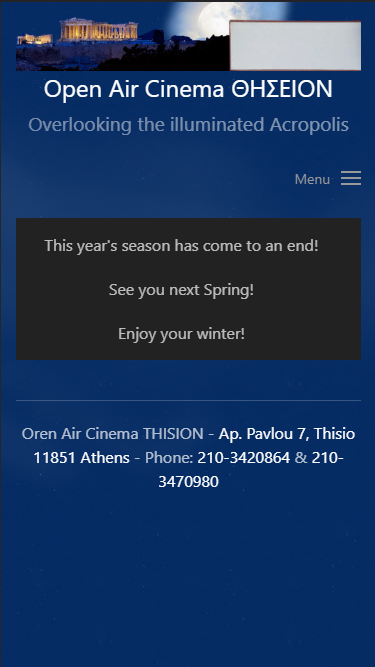 Open Air Cinema ΘΗΣΕΙΟΝ
Overlooking the illuminated Acropolis
Menu
This year's season has come to an end!
See you next Spring!
Enjoy your winter!
Oren Air Cinema THISION - Ap. Pavlou 7, Thisio
11851 Athens - Phone: 210-3420864 & 210-
3470980